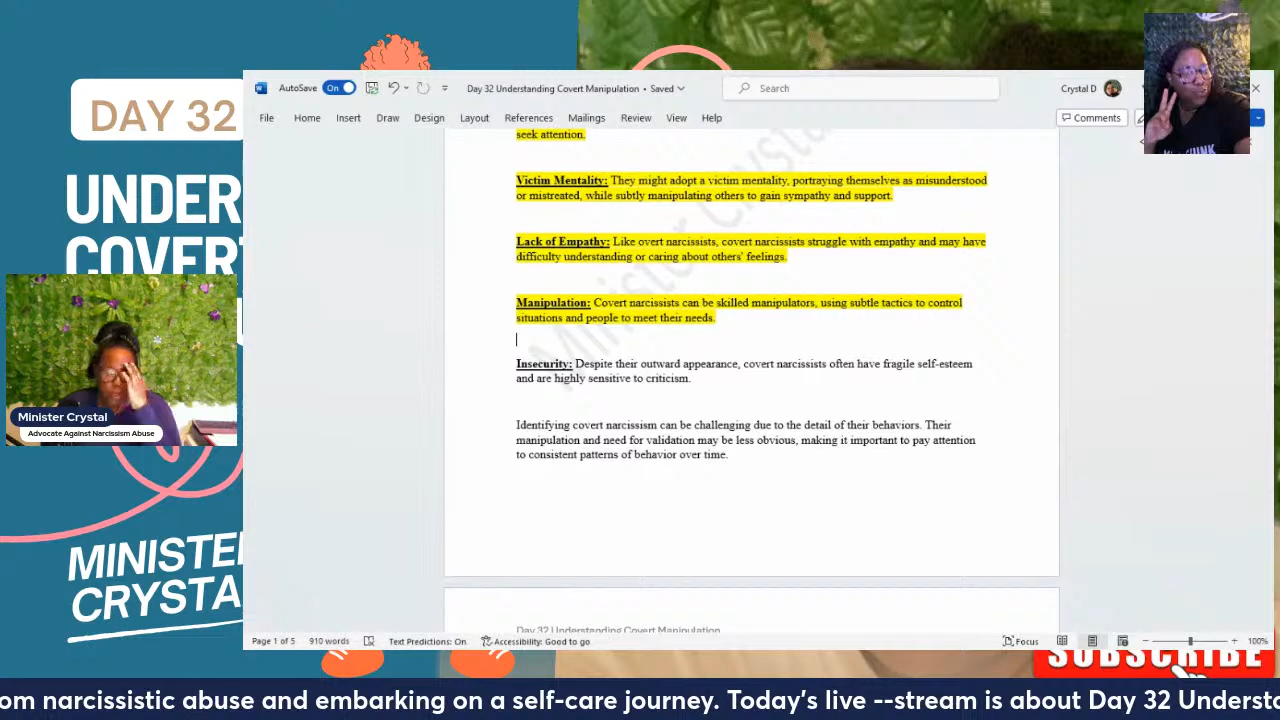 DAY 32
UNDER
COVER
MINISTER
CRYSTA
Minister Crystal
Advocate Against Narcissism Abuse
AutoSave On Day 32 Understanding Covert Manipulation • Saved Search Crystal D
File Home Insert Draw Design Layout References Mailings Review View Help Comments
seek attention.
Victim Mentality: They might adopt a victim mentality, portraying themselves as misunderstood
or mistreated, while subtly manipulating others to gain sympathy and support.
Lack of Empathy: Like overt narcissists, covert narcissists struggle with empathy and may have
difficulty understanding or caring about others' feelings.
Manipulation: Covert narcissists can be skilled manipulators, using subtle tactics to control
situations and people to meet their needs.
Insecurity: Despite their outward appearance, covert narcissists often have fragile self-esteem
and are highly sensitive to criticism.
Identifying covert narcissism can be challenging due to the detail of their behaviors. Their
manipulation and need for validation may be less obvious, making it important to pay attention
to consistent patterns of behavior over time.
Minister Crysta
Day 32 Understanding Covert Manipulation
Page 1 of 5 910 words Text Predictions: On Accessibility: Good to go Focus 100%
SUBSCRIBE
om narcissistic abuse and embarking on a self-care journey. Today's live --stream is about Day 32 Understa